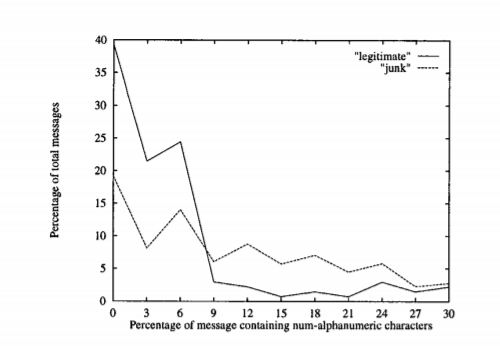 40
35
30
25
20
15
10
5
0
"legitimate"
"junk"
Percentage of total messages
0 3 6 9 12 15 18 21 24 27 30
Percentage of message containing num-alphanumeric characters